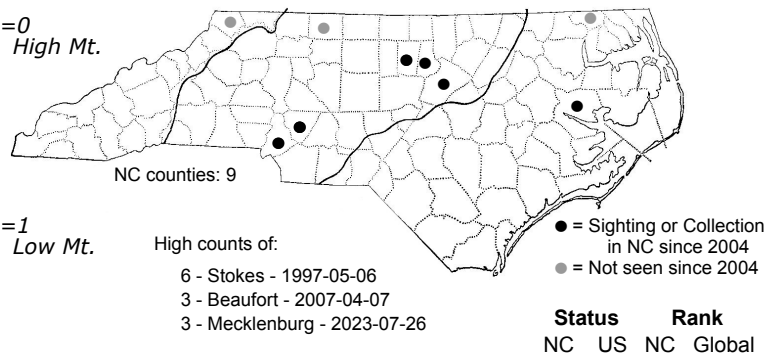 =0
High Mt.
NC counties: 9
=1
Low Mt.
High counts of:
6 - Stokes - 1997-05-06
3 - Beaufort - 2007-04-07
3 - Mecklenburg - 2023-07-26
= Sighting or Collection
in NC since 2004
= Not seen since 2004
Status Rank
NC US NC Global